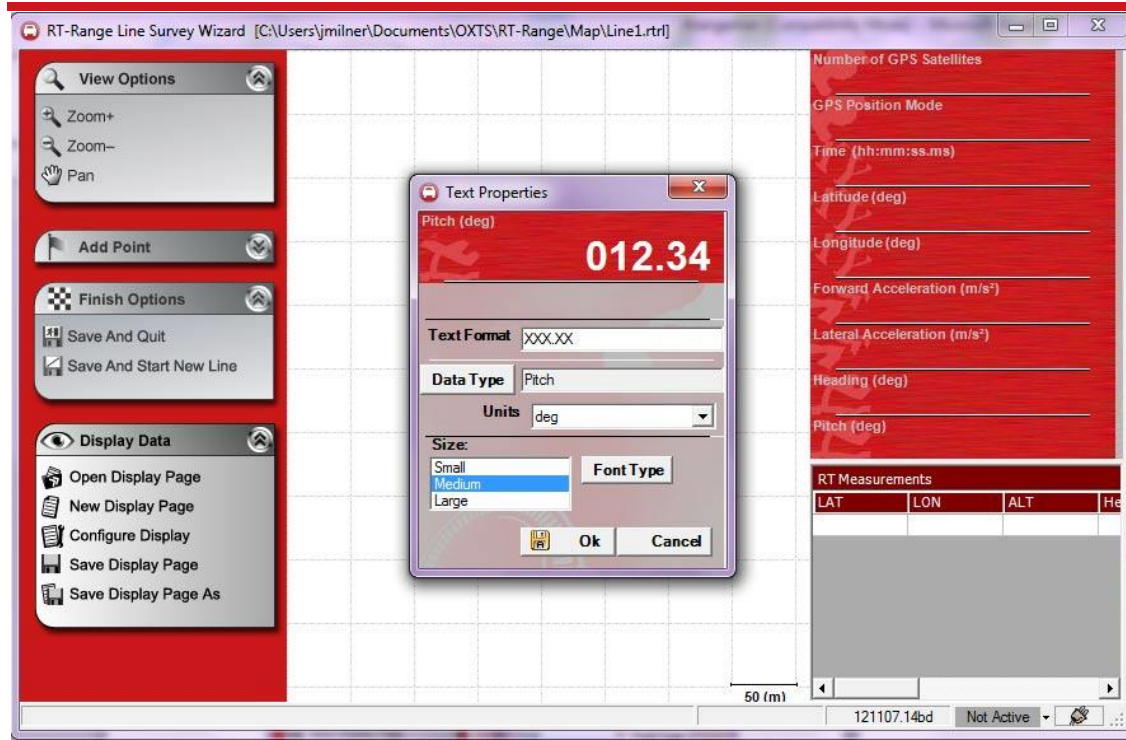 RT-Range Line Survey Wizard [C:\Users\jmilner\Documents\OXTS\RT-Range\Map\Line1.rtrl]
View Options
Zoom+
Zoom–
Pan
Add Point
Finish Options
Save And Quit
Save And Start New Line
Display Data
Open Display Page
New Display Page
Configure Display
Save Display Page
Save Display Page As
Text Properties
Pitch (deg)
012.34
Text Format XXX.XX
Data Type Pitch
Units deg
Size:
Small
Medium
Large
Font Type
Ok Cancel
50 (m)
Number of GPS Satellites
GPS Position Mode
Time (hh:mm:ss.ms)
Latitude (deg)
Longitude (deg)
Forward Acceleration (m/s²)
Lateral Acceleration (m/s²)
Heading (deg)
Pitch (deg)
RT Measurements
LAT LON ALT He
121107.14bd Not Active